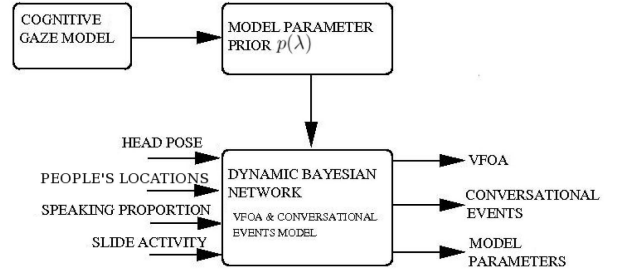 COGNITIVE
GAZE MODEL
MODEL PARAMETER
PRIOR p(λ)
HEAD POSE
PEOPLE'S LOCATIONS
SPEAKING PROPORTION
SLIDE ACTIVITY
DYNAMIC BAYESIAN
NETWORK
VFOA & CONVERSATIONAL
EVENTS MODEL
VFOA
CONVERSATIONAL
EVENTS
MODEL
PARAMETERS